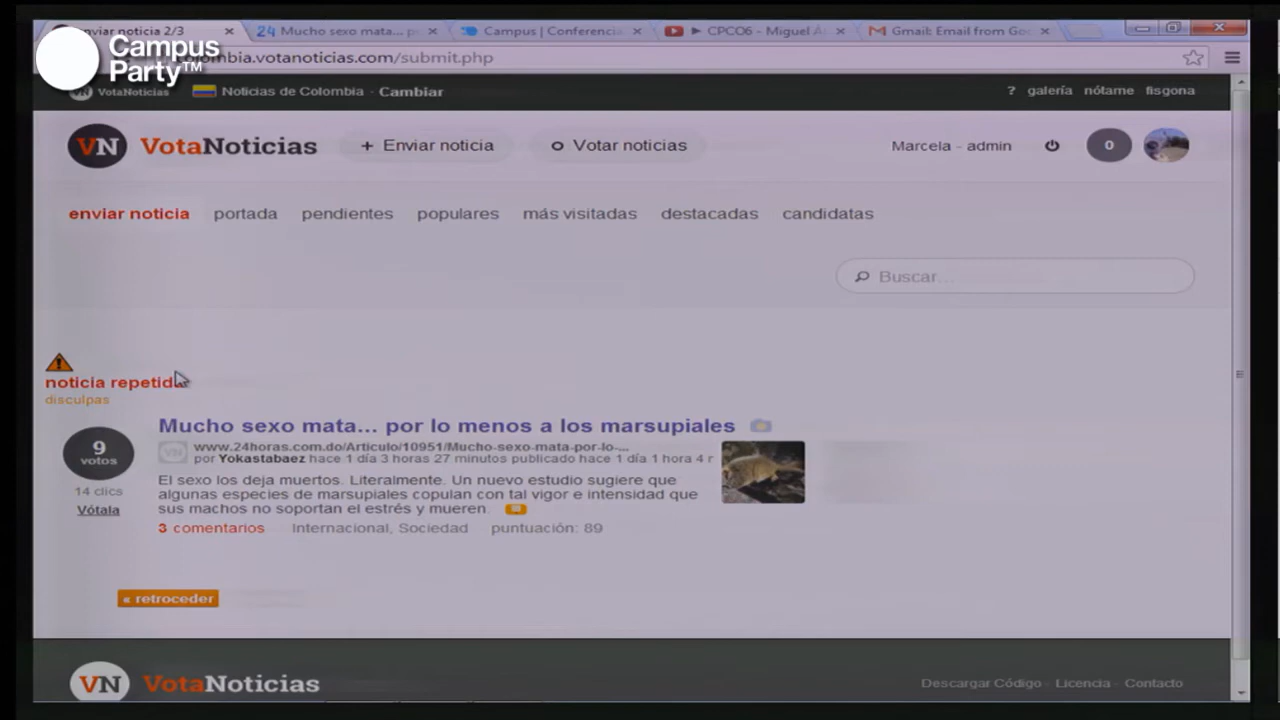 enviar noticia 2/3
24 Mucho sexo mata... p
Campus | Conferencia
CPCO6 - Miguel Á
Gmail: Email from Go
Campus
Party™
ombia.votanoticias.com/submit.php
VN VotaNoticias Noticias de Colombia · Cambiar
? galería nótame fisgona
VN VotaNoticias + Enviar noticia Votar noticias Marcela - admin 0
enviar noticia portada pendientes populares más visitadas destacadas candidatas
Buscar...
noticia repetida
disculpas
Mucho sexo mata... por lo menos a los marsupiales
9
votos
14 clics
Vótala
VN
www.24horas.com.do/Articulo/10951/Mucho-sexo-mata-por-lo-...
por Yokastabaez hace 1 día 3 horas 27 minutos publicado hace 1 día 1 hora 4 r
El sexo los deja muertos. Literalmente. Un nuevo estudio sugiere que
algunas especies de marsupiales copulan con tal vigor e intensidad que
sus machos no soportan el estrés y mueren.
3 comentarios Internacional, Sociedad puntuación: 89
« retroceder
VN VotaNoticias
Descargar Código - Licencia - Contacto